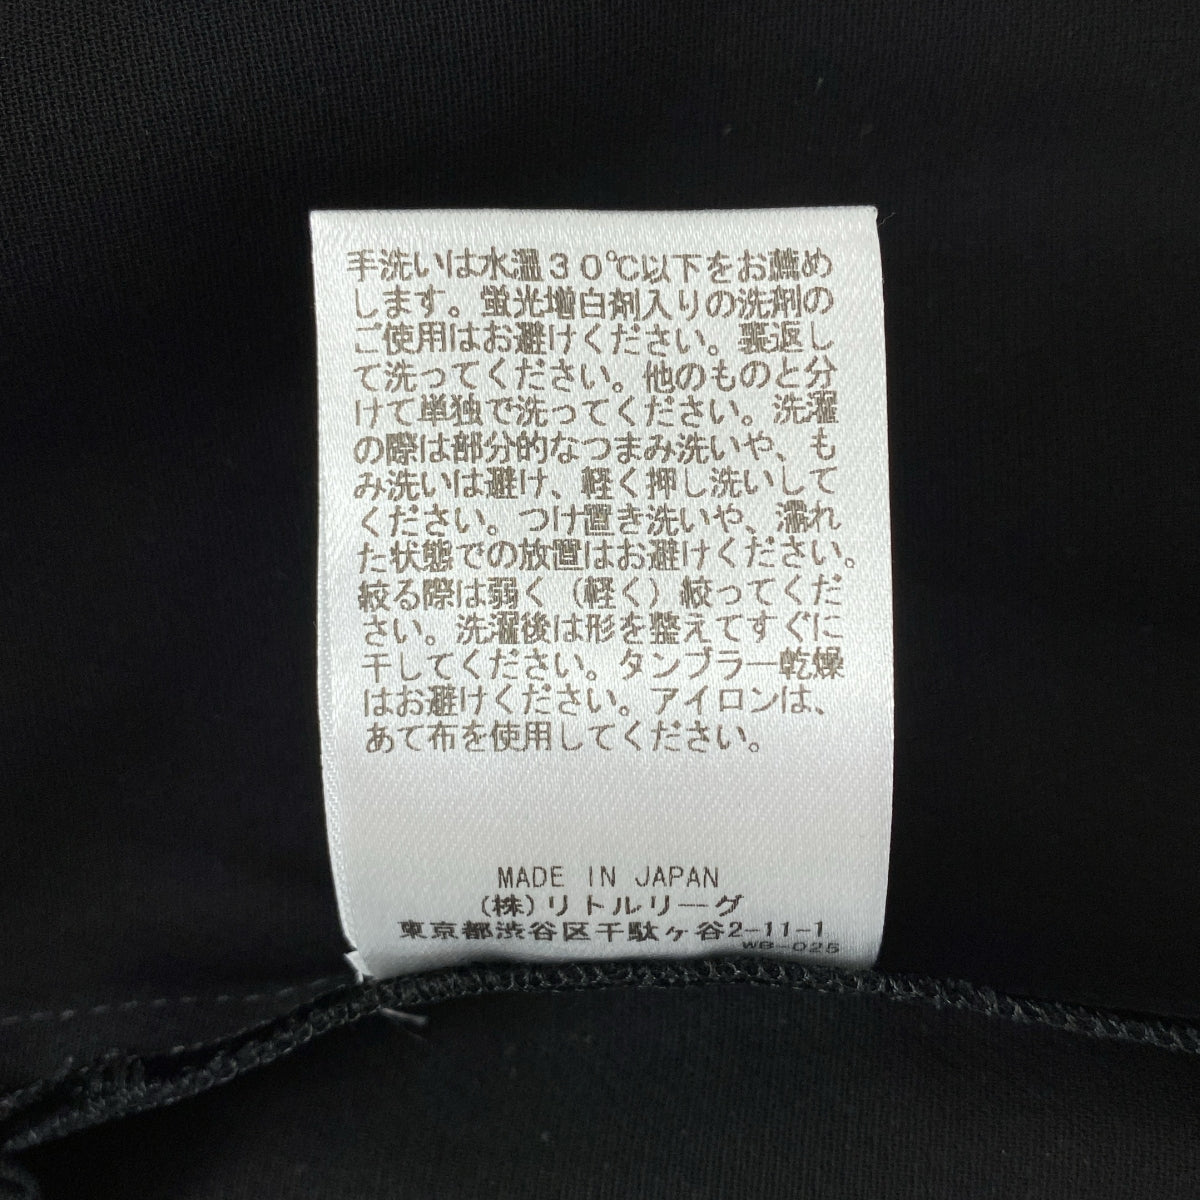 手洗いは水温30℃以下をお薦め
します。蛍光増白剤入りの洗剤の
ご使用はお避けください。裏返し
て洗ってください。他のものと分
けて単独で洗ってください。洗濯
の際は部分的なつまみ洗いや、も
み洗いは避け、軽く押し洗いして
ください。つけ置き洗いや、濡れ
た状態での放置はお避けください。
絞る際は弱く（軽く）絞ってくだ
さい。洗濯後は形を整えてすぐに
干してください。タンブラー乾燥
はお避けください。アイロンは、
あて布を使用してください。
MADE IN JAPAN
(株)リトルリーグ
東京都渋谷区千駄ヶ谷2-11-1
WB-025